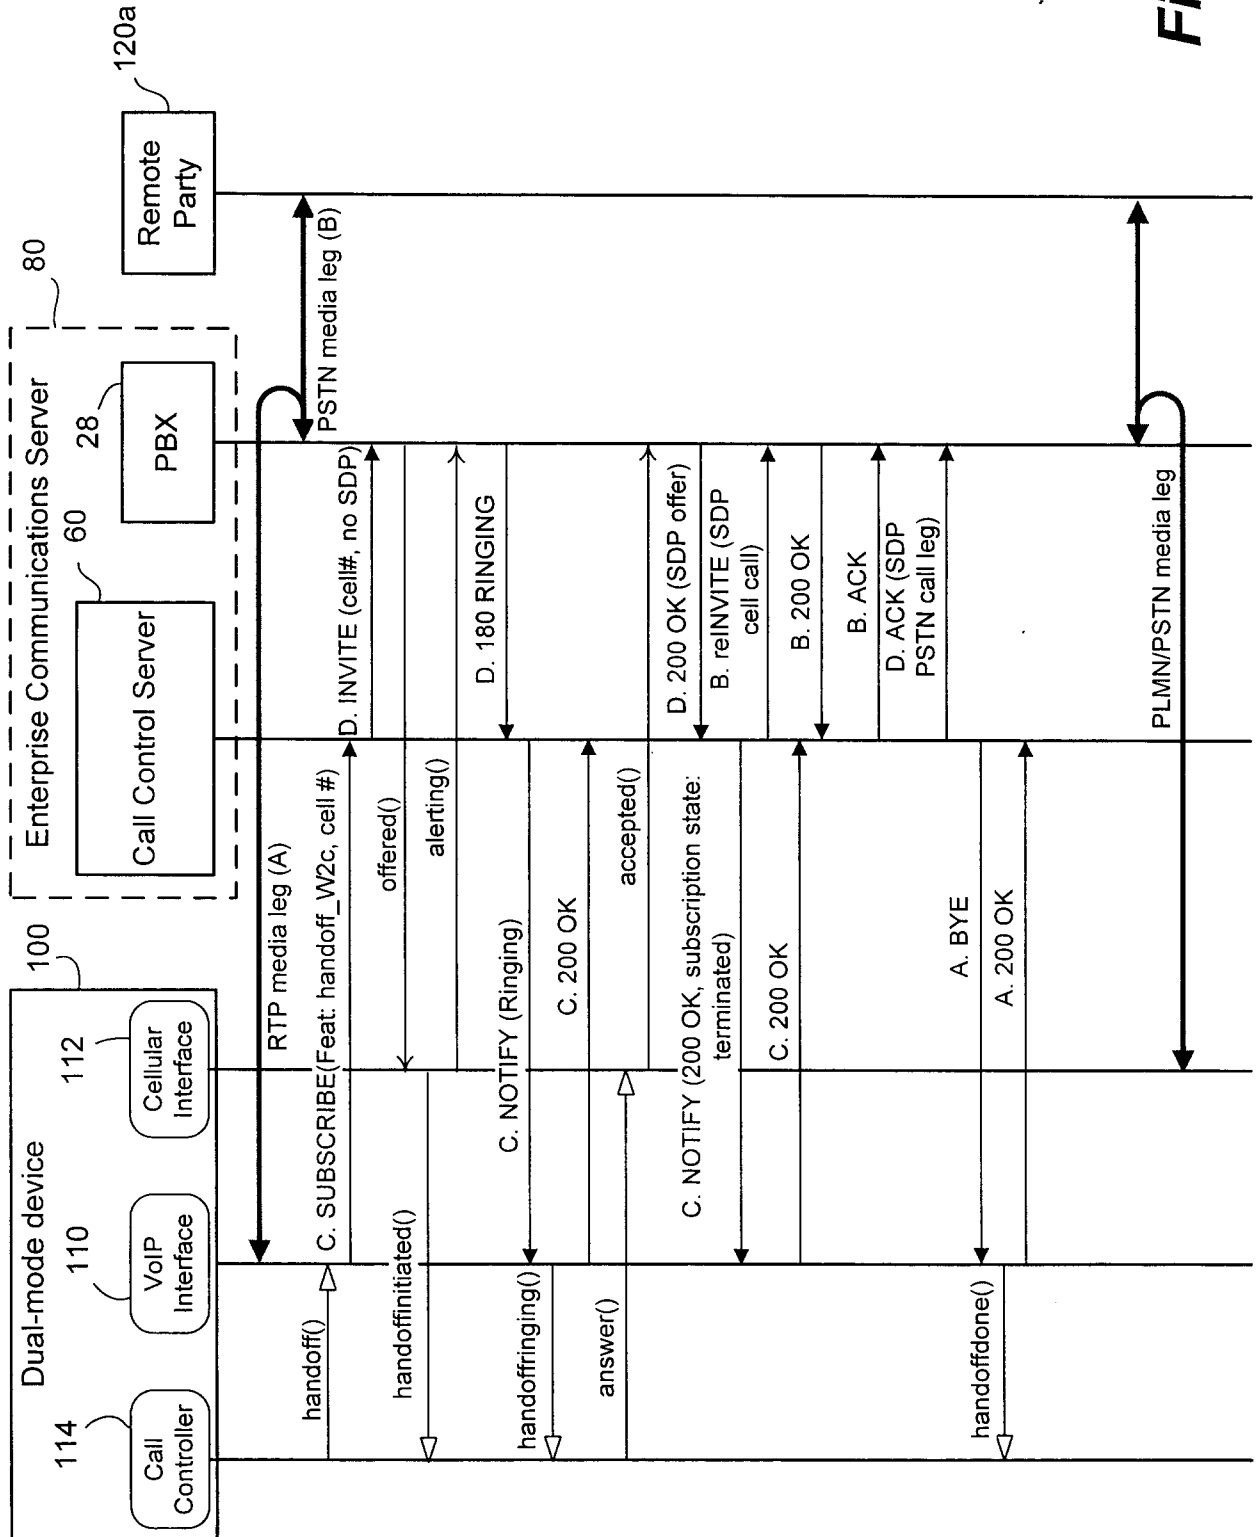 Fi
Dual-mode device
100
114
Call
Controller
110
VoIP
Interface
112
Cellular
Interface
Enterprise Communications Server
80
60
Call Control Server
28
PBX
120a
Remote
Party
RTP media leg (A)
PSTN media leg (B)
handoff()
C. SUBSCRIBE(Feat: handoff_W2c, cell #)
D. INVITE (cell#, no SDP)
offered()
handoffinitiated()
alerting()
D. 180 RINGING
C. NOTIFY (Ringing)
handoffringing()
C. 200 OK
answer()
accepted()
D. 200 OK (SDP offer)
C. NOTIFY (200 OK, subscription state:
terminated)
B. reINVITE (SDP
cell call)
C. 200 OK
B. 200 OK
B. ACK
D. ACK (SDP
PSTN call leg)
A. BYE
handoffdone()
A. 200 OK
PLMN/PSTN media leg